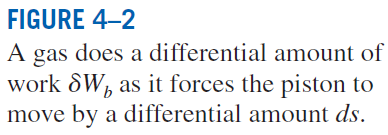 FIGURE 4–2
A gas does a differential amount of
work δW_b as it forces the piston to
move by a differential amount ds.